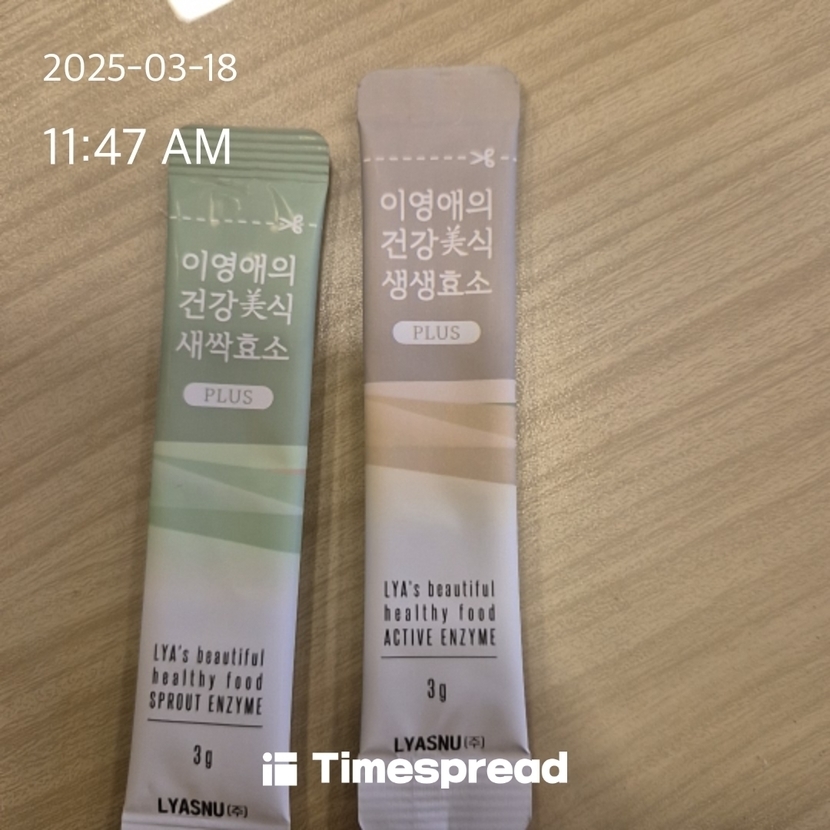 2025-03-18
11:47 AM
이영애의
건강美식
새싹효소
PLUS
LYA's beautiful
healthy food
SPROUT ENZYME
3g
LYASNU(주)
이영애의
건강美식
생생효소
PLUS
LYA's beautiful
healthy food
ACTIVE ENZYME
3g
LYASNU(주)
Timespread